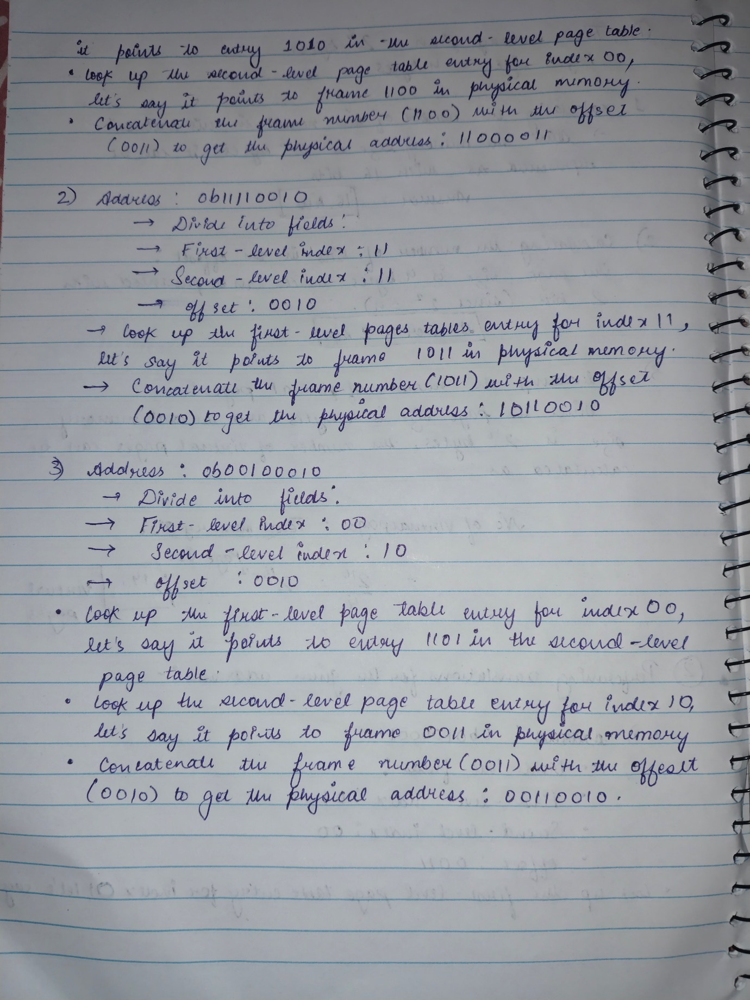 it points to entry 1010 in the second-level page table.
• look up the second-level page table entry for index 00,
let's say it points to frame 1100 in physical memory.
• Concatenate the frame number (1100) with the offset
(0011) to get the physical address : 11000011
2) Address : 0b11110010
→ Divide into fields:
→ First-level index : 11
→ Second-level index : 11
→ offset : 0010
→ look up the first-level pages tables entry for index 11,
let's say it points to frame 1011 in physical memory.
→ Concatenate the frame number (1011) with the offset
(0010) to get the physical address : 10110010
3) Address : 0b00100010
→ Divide into fields:
→ First-level index : 00
→ Second-level index : 10
→ offset : 0010
• look up the first-level page table entry for index 00,
let's say it points to entry 1101 in the second-level
page table.
• look up the second-level page table entry for index 10,
let's say it points to frame 0011 in physical memory
• Concatenate the frame number (0011) with the offcet
(0010) to get the physical address : 00110010.